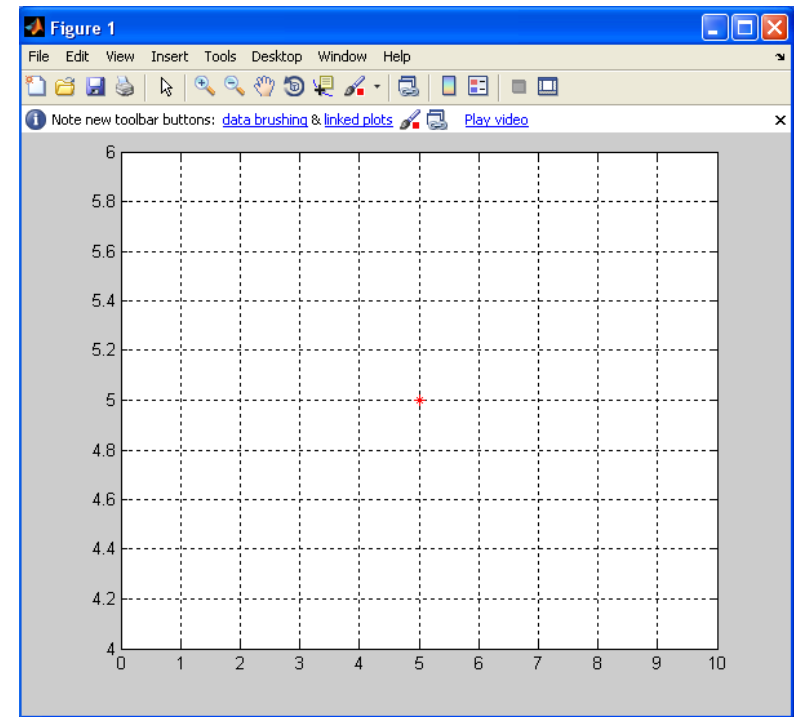 Figure 1
File Edit View Insert Tools Desktop Window Help
Note new toolbar buttons: data brushing & linked plots Play video
6
5.8
5.6
5.4
5.2
5
4.8
4.6
4.4
4.2
4
0 1 2 3 4 5 6 7 8 9 10